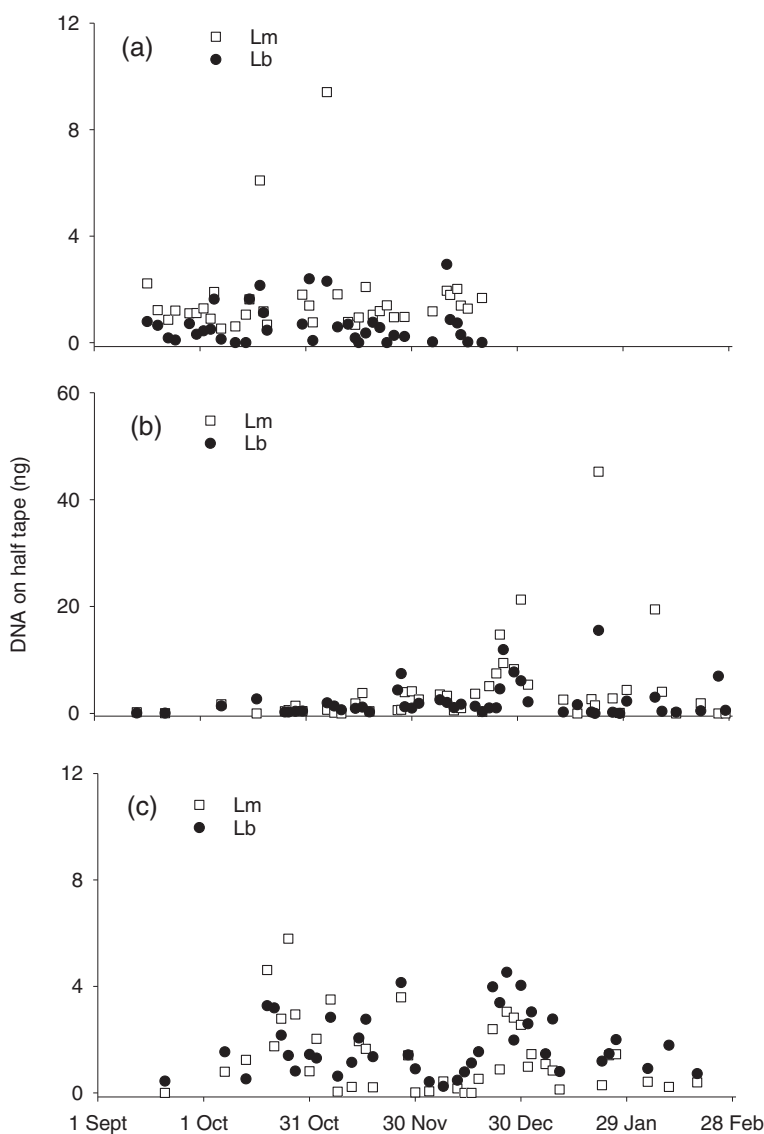 12
(a)
Lm
Lb
8
4
0
60
(b)
Lm
Lb
40
20
0
DNA on half tape (ng)
12
(c)
Lm
Lb
8
4
0
1 Sept 1 Oct 31 Oct 30 Nov 30 Dec 29 Jan 28 Feb